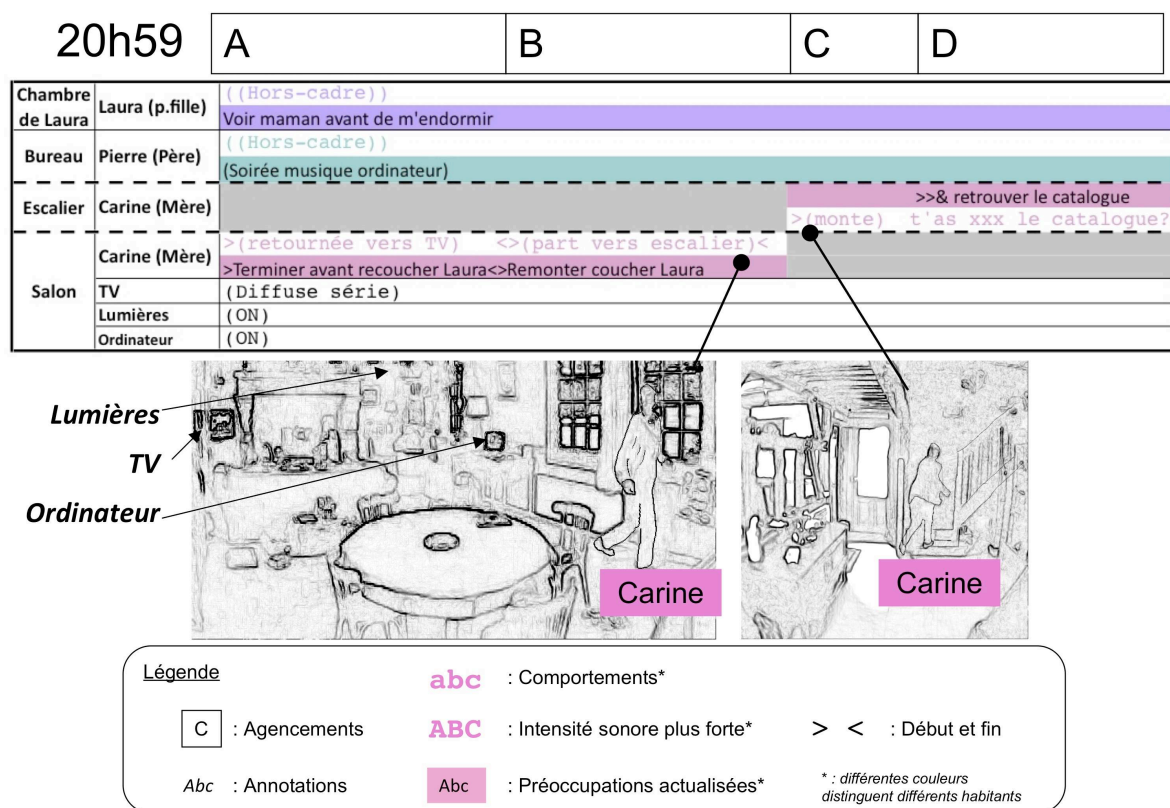 20h59 A B C D
Chambre de Laura Laura (p.fille) ((Hors-cadre))
Voir maman avant de m'endormir
Bureau Pierre (Père) ((Hors-cadre))
(Soirée musique ordinateur)
Escalier Carine (Mère) >>& retrouver le catalogue
>(monte) t'as xxx le catalogue?
Salon Carine (Mère) >(retournée vers TV) <>(part vers escalier)<
>Terminer avant recoucher Laura<>Remonter coucher Laura
TV (Diffuse série)
Lumières (ON)
Ordinateur (ON)
Lumières
TV
Ordinateur
Carine
Carine
Légende
abc : Comportements*
C : Agencements ABC : Intensité sonore plus forte* > < : Début et fin
Abc : Annotations Abc : Préoccupations actualisées* * : différentes couleurs
distinguent différents habitants